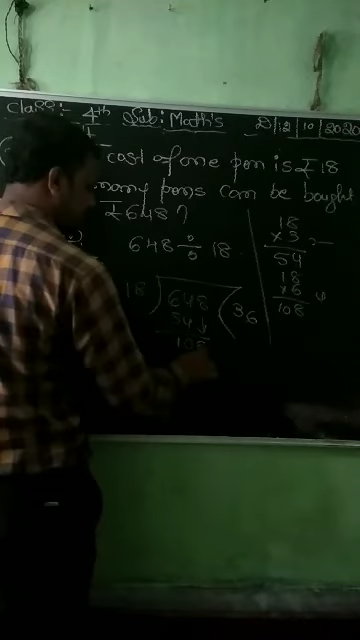 Class:- 4th Sub: Maths D/12/10/2020
cost of one pen is ₹18
many pens can be bought
₹648?
648 ÷ 18
18) 648 (36
54↓
108
18
×3
54
18
×6
108